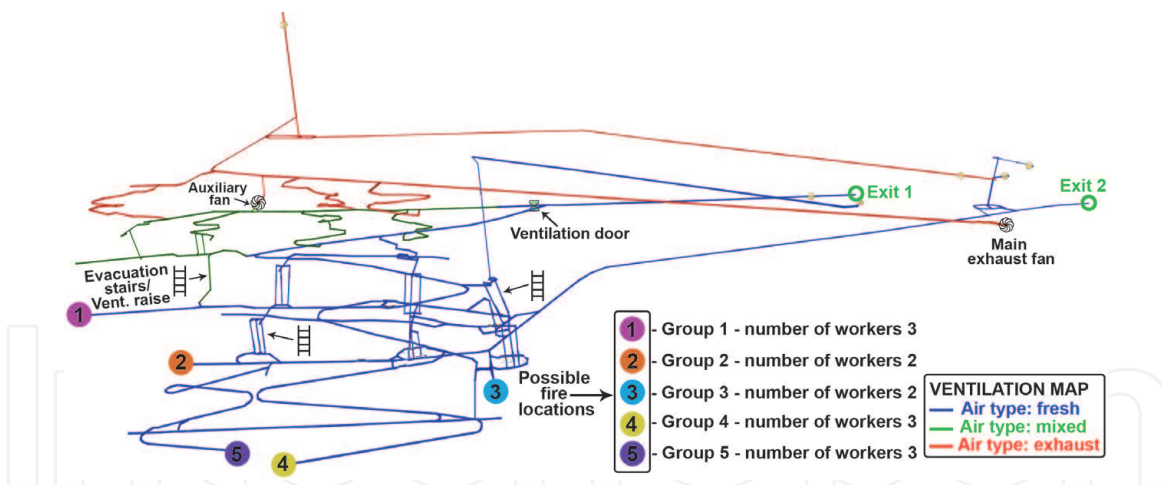 Auxiliary
fan
Exit 1
Exit 2
Ventilation door
Main
exhaust fan
Evacuation
stairs/
Vent. raise
1
2
3
4
5
Possible
fire
locations
1 - Group 1 - number of workers 3
2 - Group 2 - number of workers 2
3 - Group 3 - number of workers 2
4 - Group 4 - number of workers 3
5 - Group 5 - number of workers 3
VENTILATION MAP
Air type: fresh
Air type: mixed
Air type: exhaust